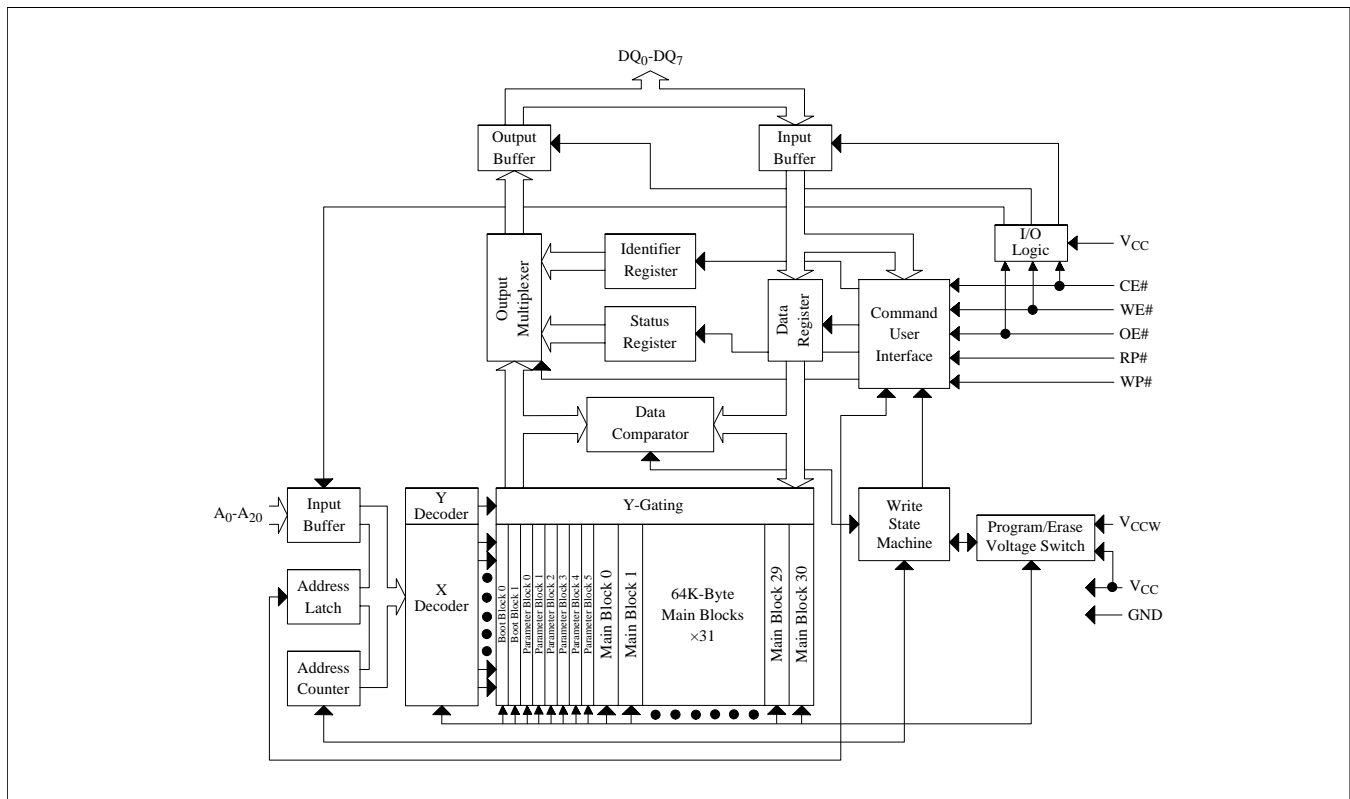 DQ0-DQ7
Output
Buffer
Input
Buffer
I/O
Logic
VCC
Identifier
Register
Output
Multiplexer
Status
Register
Data
Register
Command
User
Interface
CE#
WE#
OE#
RP#
WP#
Data
Comparator
A0-A20
Input
Buffer
Y
Decoder
Y-Gating
Write
State
Machine
Program/Erase
Voltage Switch
VCCW
VCC
GND
Address
Latch
X
Decoder
Boot Block 0
Boot Block 1
Parameter Block 0
Parameter Block 1
Parameter Block 2
Parameter Block 3
Parameter Block 4
Parameter Block 5
Main Block 0
Main Block 1
64K-Byte
Main Blocks
×31
Main Block 29
Main Block 30
Address
Counter